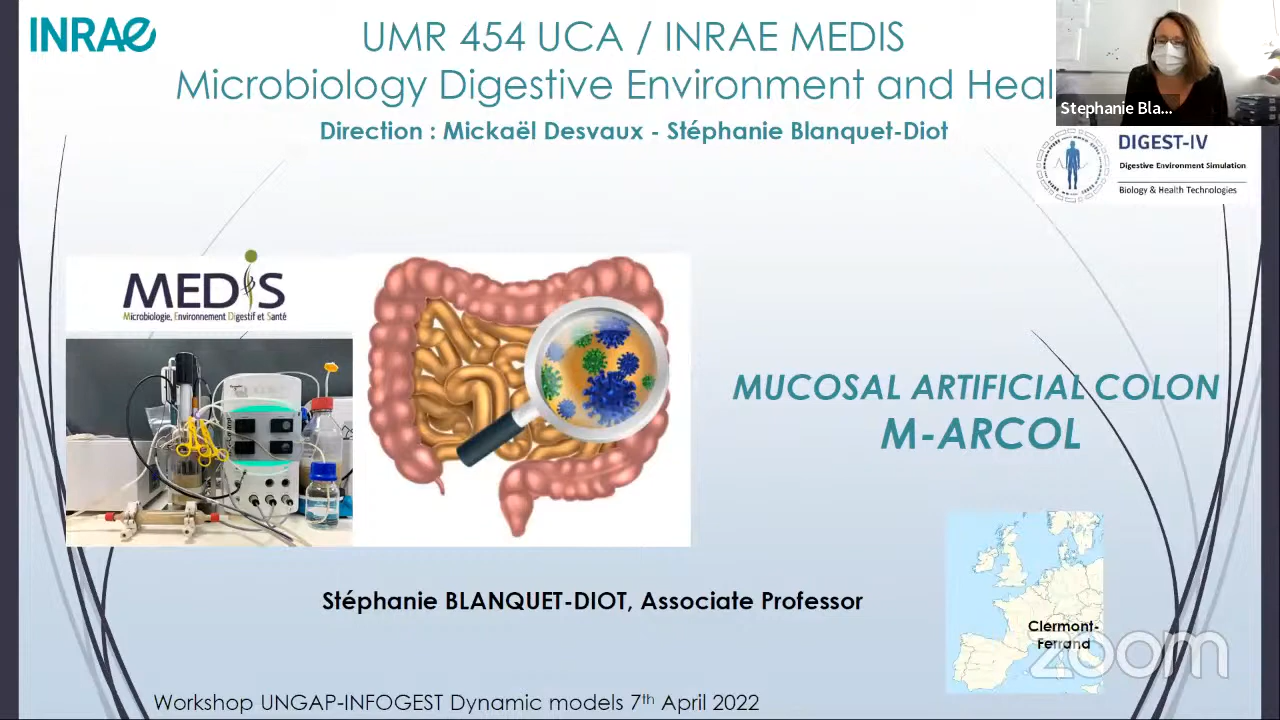 INRAE
UMR 454 UCA / INRAE MEDIS
Microbiology Digestive Environment and Heal
Direction : Mickaël Desvaux - Stéphanie Blanquet-Diot
Stephanie Bla...
DIGEST-IV
Digestive Environment Simulation
Biology & Health Technologies
MEDiS
Microbiologie, Environnement Digestif et Santé
MUCOSAL ARTIFICIAL COLON
M-ARCOL
Stéphanie BLANQUET-DIOT, Associate Professor
Clermont-
Ferrand
zoom
Workshop UNGAP-INFOGEST Dynamic models 7th April 2022